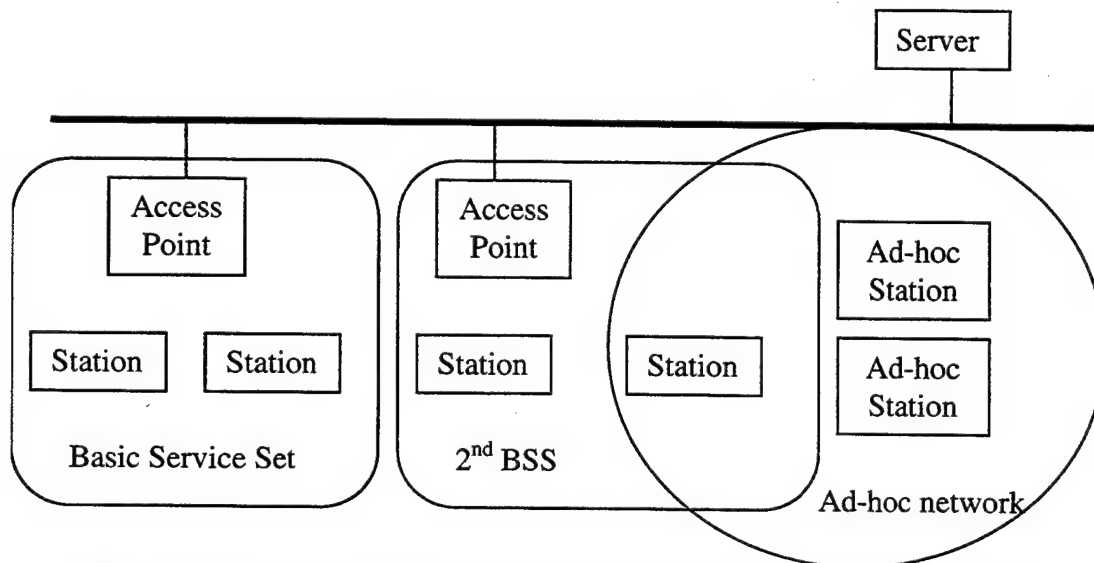 Server
Access
Point
Access
Point
Ad-hoc
Station
Station
Station
Station
Station
Ad-hoc
Station
Basic Service Set
2nd BSS
Ad-hoc network